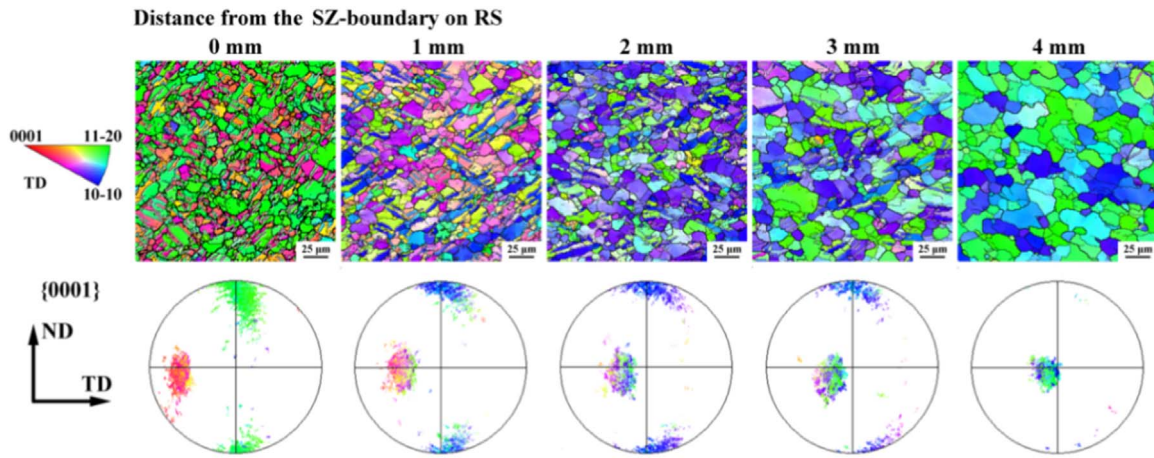 Distance from the SZ-boundary on RS
0 mm 1 mm 2 mm 3 mm 4 mm
0001 11-20
TD
10-10
25 μm 25 μm 25 μm 25 μm 25 μm
{0001}
ND
TD